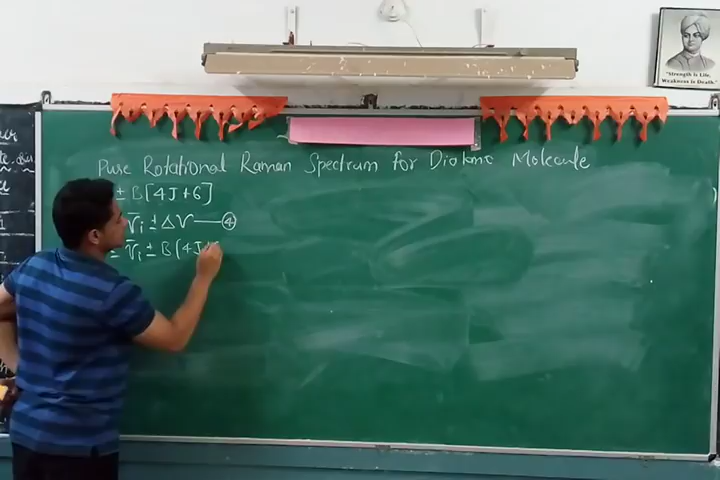 Pure Rotational Raman Spectrum for Diatomic Molecule
± B[4J+6]
ν̄ᵢ ± Δν — ④
= ν̄ᵢ ± B(4J+
"Strength is Life,
Weakness is Death"